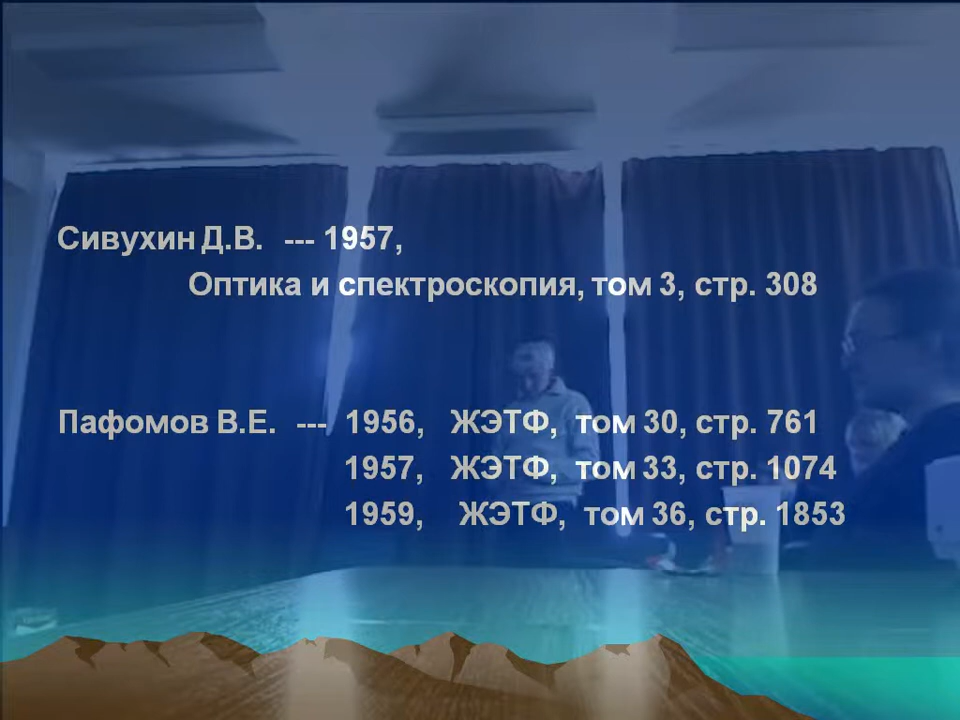 Сивухин Д.В. --- 1957,
Оптика и спектроскопия, том 3, стр. 308
Пафомов В.Е. --- 1956, ЖЭТФ, том 30, стр. 761
1957, ЖЭТФ, том 33, стр. 1074
1959, ЖЭТФ, том 36, стр. 1853